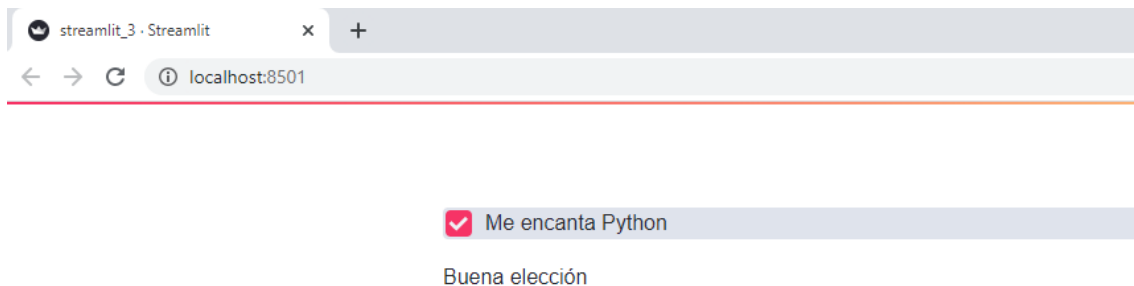 streamlit_3 · Streamlit
localhost:8501
Me encanta Python
Buena elección